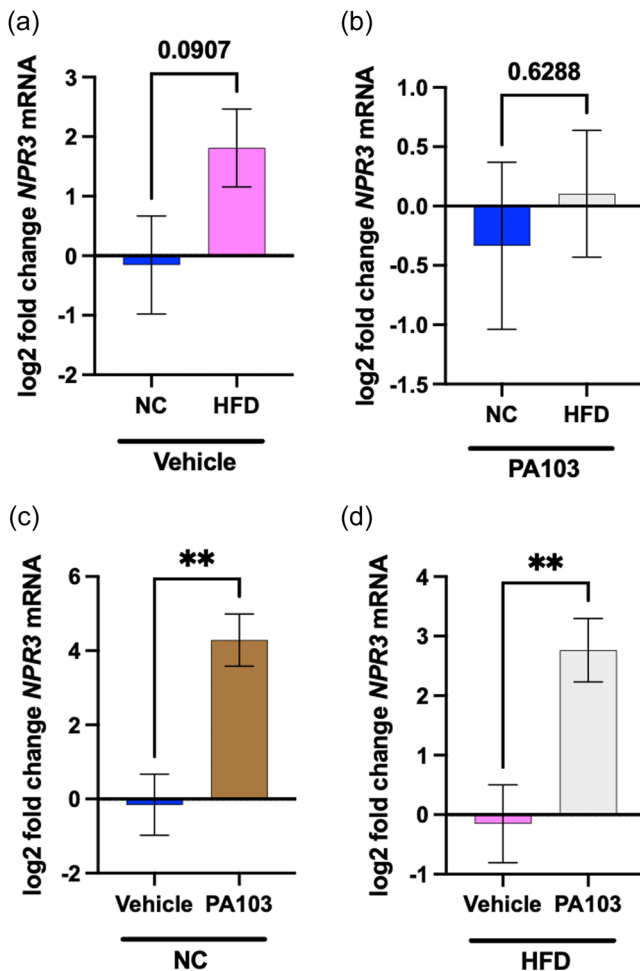 (a)
0.0907
log2 fold change NPR3 mRNA
3
2
1
0
-1
-2
NC HFD
Vehicle
(b)
0.6288
log2 fold change NPR3 mRNA
1.0
0.5
0.0
-0.5
-1.0
-1.5
NC HFD
PA103
(c)
**
log2 fold change NPR3 mRNA
6
4
2
0
-2
Vehicle PA103
NC
(d)
**
log2 fold change NPR3 mRNA
4
3
2
1
0
-1
Vehicle PA103
HFD